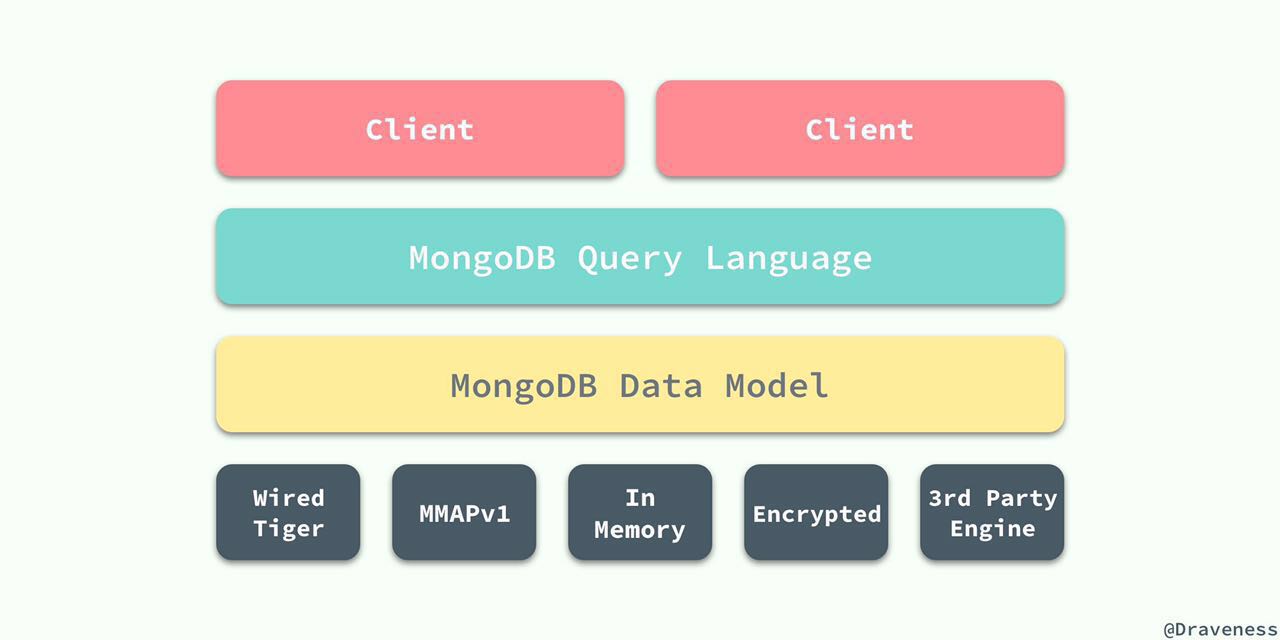 Client
Client
MongoDB Query Language
MongoDB Data Model
Wired
Tiger
MMAPv1
In
Memory
Encrypted
3rd Party
Engine
@Draveness